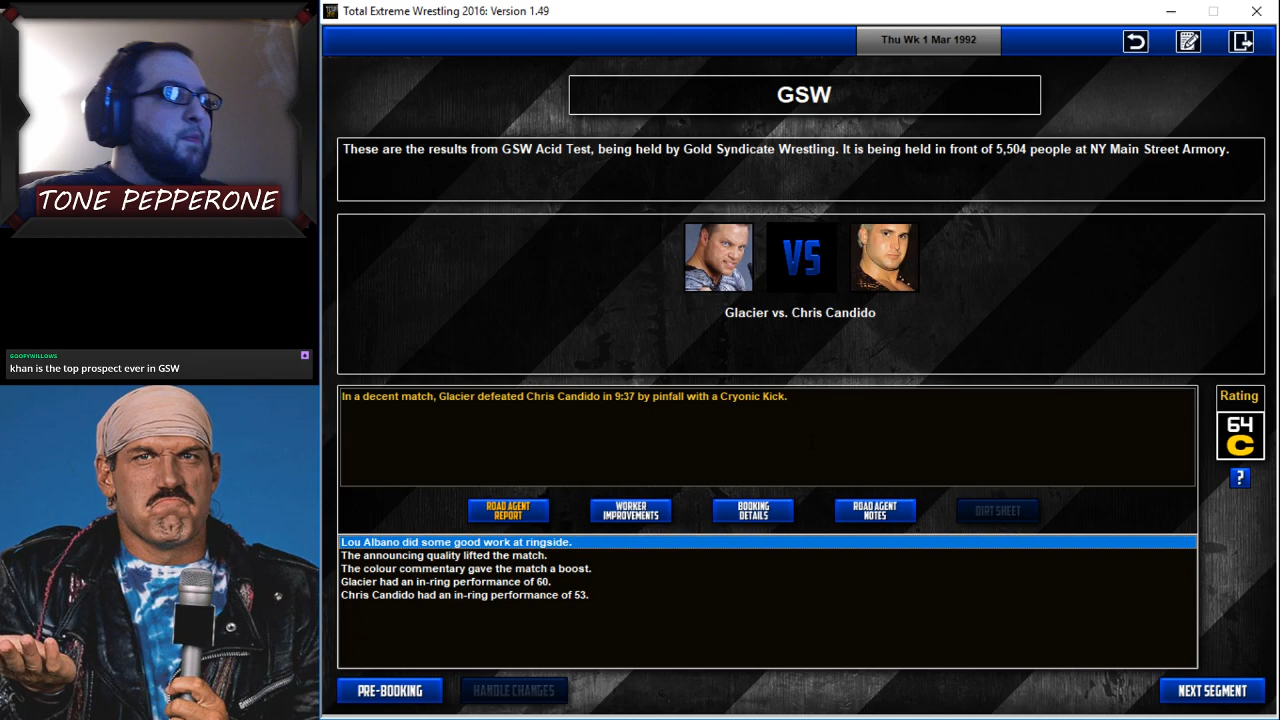 Total Extreme Wrestling 2016: Version 1.49
Thu Wk 1 Mar 1992
GSW
These are the results from GSW Acid Test, being held by Gold Syndicate Wrestling. It is being held in front of 5,504 people at NY Main Street Armory.
TONE PEPPERONE
VS
Glacier vs. Chris Candido
GOOFYWILLOWS
khan is the top prospect ever in GSW
In a decent match, Glacier defeated Chris Candido in 9:37 by pinfall with a Cryonic Kick.
Rating
64
C
?
ROAD AGENT REPORT
WORKER IMPROVEMENTS
BOOKING DETAILS
ROAD AGENT NOTES
DIRT SHEET
Lou Albano did some good work at ringside.
The announcing quality lifted the match.
The colour commentary gave the match a boost.
Glacier had an in-ring performance of 60.
Chris Candido had an in-ring performance of 53.
PRE-BOOKING
HANDLE CHANGES
NEXT SEGMENT